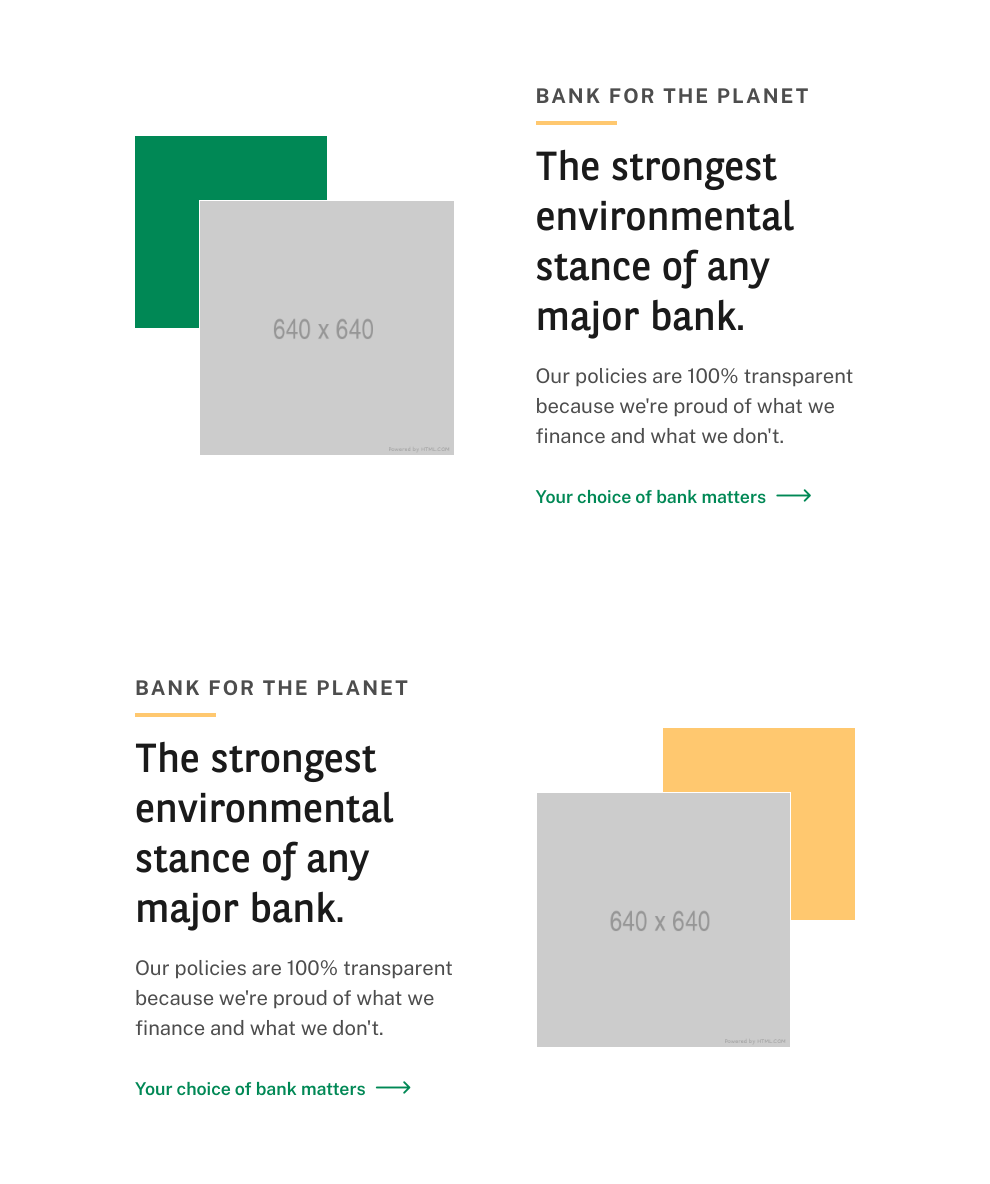 BANK FOR THE PLANET
The strongest
environmental
stance of any
major bank.
Our policies are 100% transparent
because we're proud of what we
finance and what we don't.
Your choice of bank matters
640 x 640
Powered by HTML.COM
BANK FOR THE PLANET
The strongest
environmental
stance of any
major bank.
Our policies are 100% transparent
because we're proud of what we
finance and what we don't.
Your choice of bank matters
640 x 640
Powered by HTML.COM